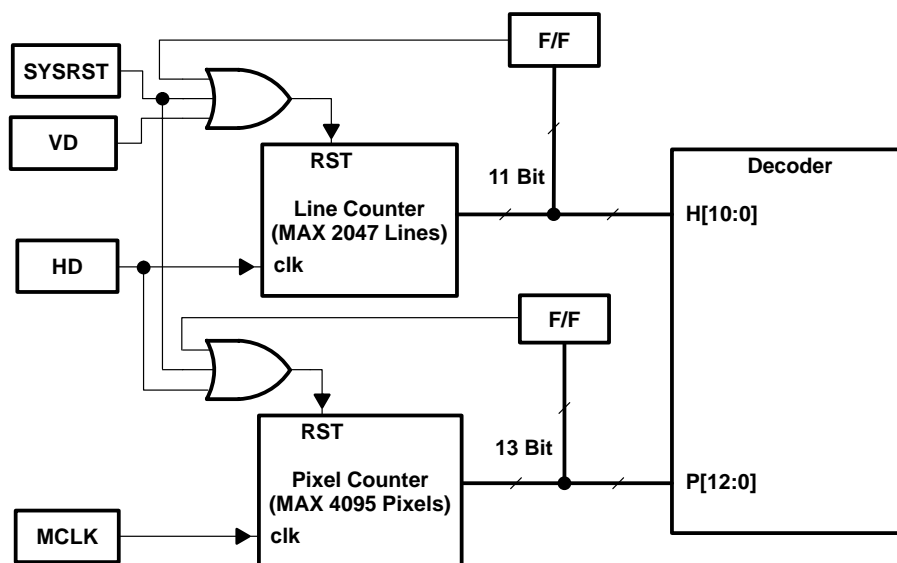 F/F
SYSRST
VD
RST
Line Counter
(MAX 2047 Lines)
clk
11 Bit
Decoder
H[10:0]
HD
F/F
RST
Pixel Counter
(MAX 4095 Pixels)
clk
13 Bit
P[12:0]
MCLK